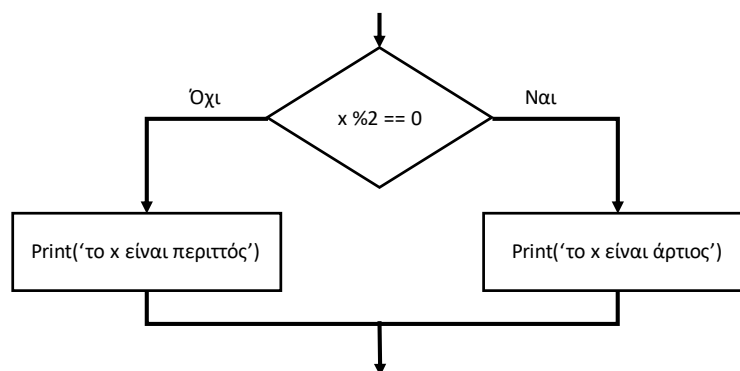 Όχι
Ναι
x %2 == 0
Print(‘το x είναι περιττός’)
Print(‘το x είναι άρτιος’)